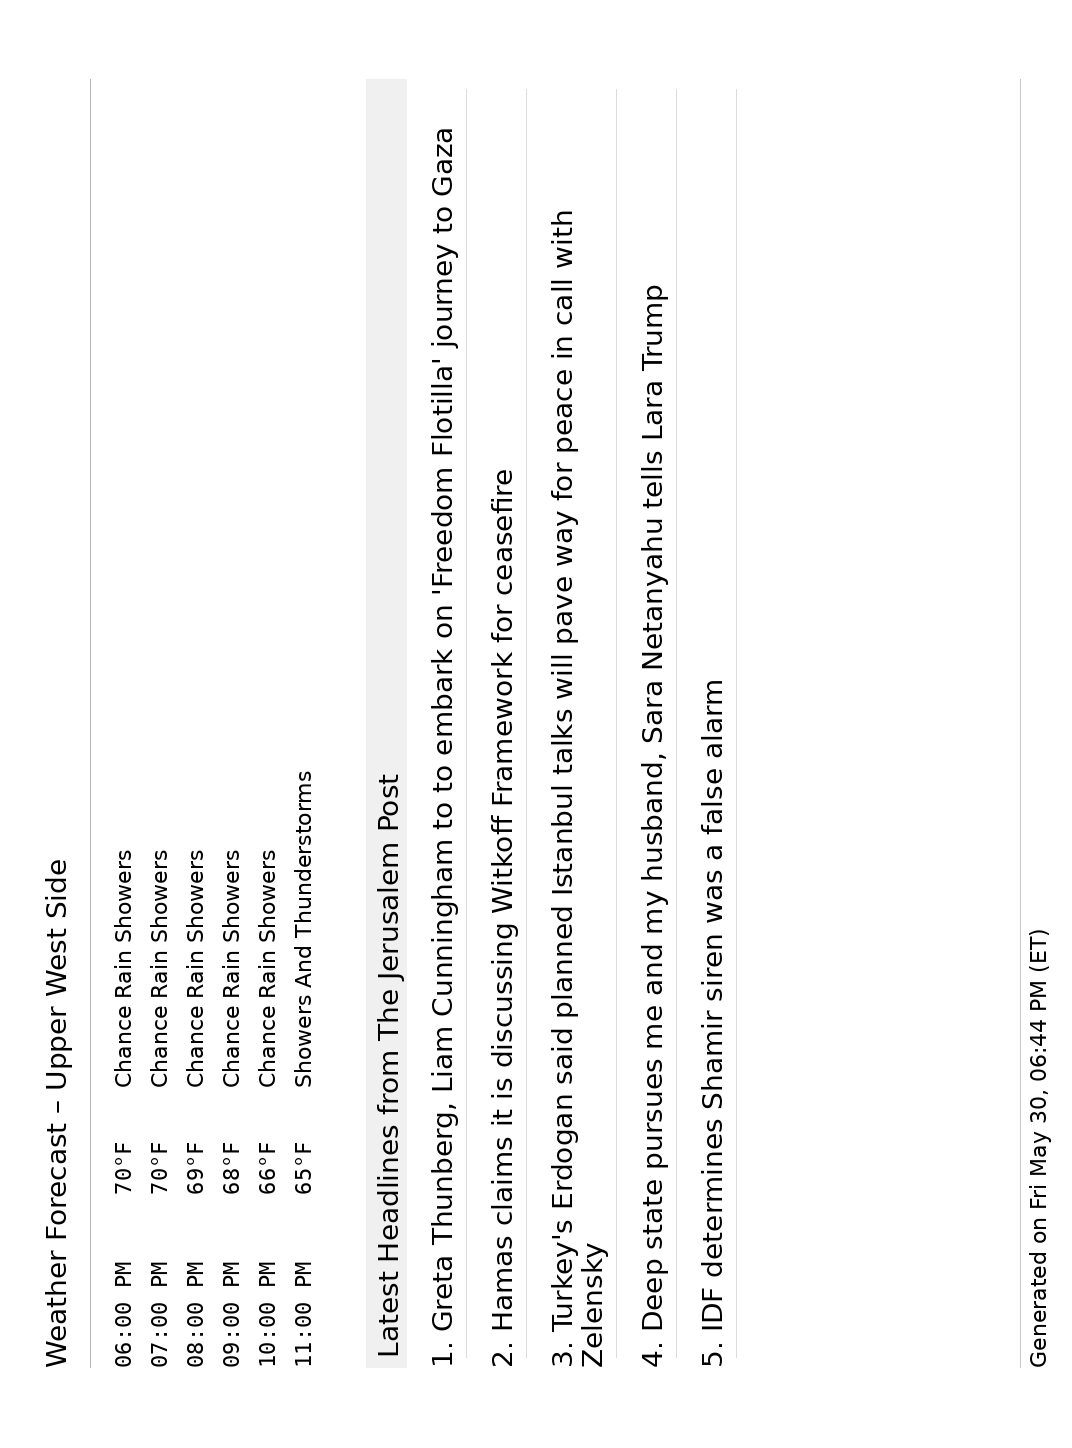 Weather Forecast – Upper West Side
06:00 PM 70°F Chance Rain Showers
07:00 PM 70°F Chance Rain Showers
08:00 PM 69°F Chance Rain Showers
09:00 PM 68°F Chance Rain Showers
10:00 PM 66°F Chance Rain Showers
11:00 PM 65°F Showers And Thunderstorms
Latest Headlines from The Jerusalem Post
1. Greta Thunberg, Liam Cunningham to to embark on 'Freedom Flotilla' journey to Gaza
2. Hamas claims it is discussing Witkoff Framework for ceasefire
3. Turkey's Erdogan said planned Istanbul talks will pave way for peace in call with
Zelensky
4. Deep state pursues me and my husband, Sara Netanyahu tells Lara Trump
5. IDF determines Shamir siren was a false alarm
Generated on Fri May 30, 06:44 PM (ET)